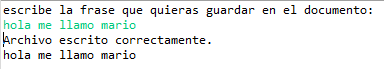 escribe la frase que quieras guardar en el documento:
hola me llamo mario
Archivo escrito correctamente.
hola me llamo mario